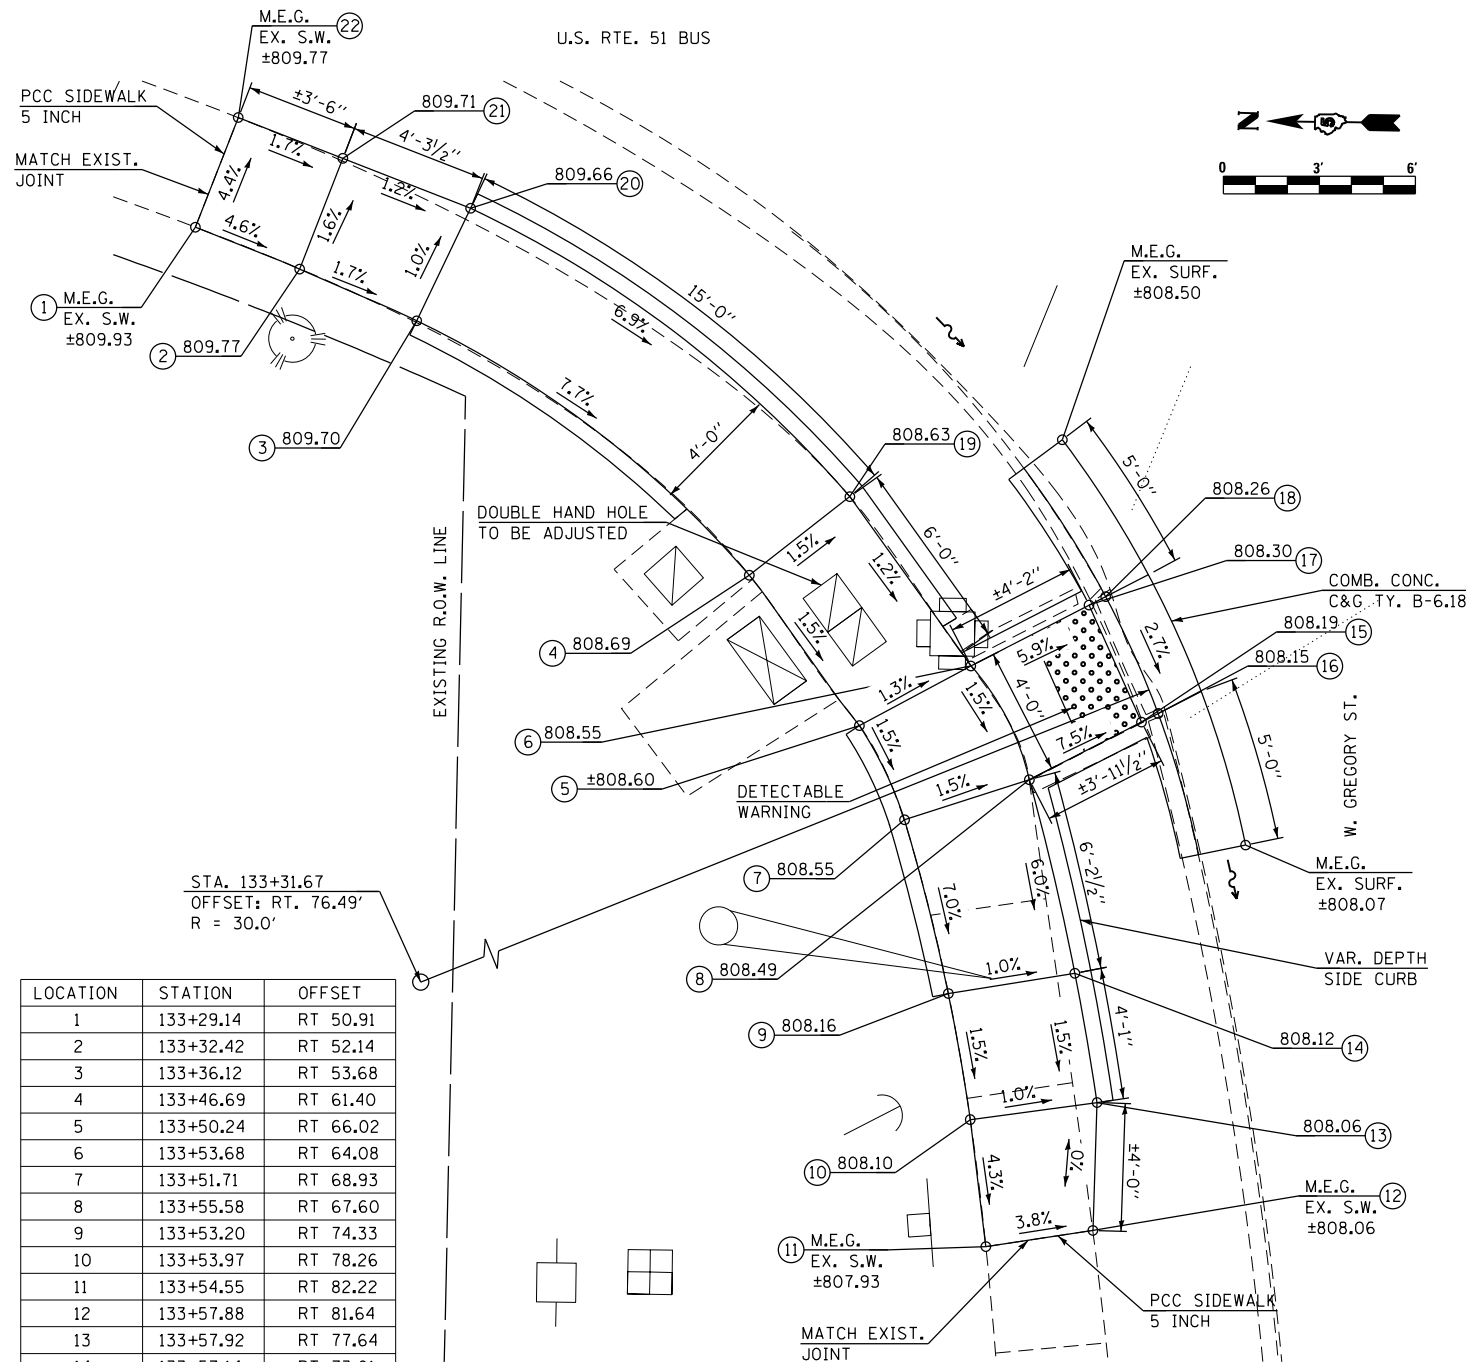 M.E.G.
EX. S.W.
±809.77
22
U.S. RTE. 51 BUS
PCC SIDEWALK
5 INCH
MATCH EXIST.
JOINT
±3'-6"
809.71
21
4'-3 1/2"
809.66
20
N
0 3' 6'
1.7%
1.2%
4.4%
4.6%
1.6%
1.7%
1.0%
1
M.E.G.
EX. S.W.
±809.93
2
809.77
3
809.70
15'-0"
6.9%
7.7%
4'-0"
M.E.G.
EX. SURF.
±808.50
808.63
19
5'-0"
808.26
18
DOUBLE HAND HOLE
TO BE ADJUSTED
EXISTING R.O.W. LINE
1.5%
1.2%
6'-0"
±4'-2"
808.30
17
COMB. CONC.
C&G TY. B-6.18
808.19
15
808.15
16
4
808.69
1.5%
5.9%
2.7%
1.3%
1.5%
4'-0"
7.5%
6
808.55
5
±808.60
1.5%
1.5%
±3'-11 1/2"
5'-0"
W. GREGORY ST.
DETECTABLE
WARNING
7
808.55
6.0%
6'-2 1/2"
M.E.G.
EX. SURF.
±808.07
STA. 133+31.67
OFFSET: RT. 76.49'
R = 30.0'
7.0%
8
808.49
1.0%
VAR. DEPTH
SIDE CURB
9
808.16
1.5%
1.5%
4'-1"
808.12
14
1.0%
808.06
13
10
808.10
4.3%
.0%
±4'-0"
M.E.G.
EX. S.W.
±808.06
12
3.8%
11
M.E.G.
EX. S.W.
±807.93
PCC SIDEWALK
5 INCH
MATCH EXIST.
JOINT
LOCATION STATION OFFSET
1 133+29.14 RT 50.91
2 133+32.42 RT 52.14
3 133+36.12 RT 53.68
4 133+46.69 RT 61.40
5 133+50.24 RT 66.02
6 133+53.68 RT 64.08
7 133+51.71 RT 68.93
8 133+55.58 RT 67.60
9 133+53.20 RT 74.33
10 133+53.97 RT 78.26
11 133+54.55 RT 82.22
12 133+57.88 RT 81.64
13 133+57.92 RT 77.64